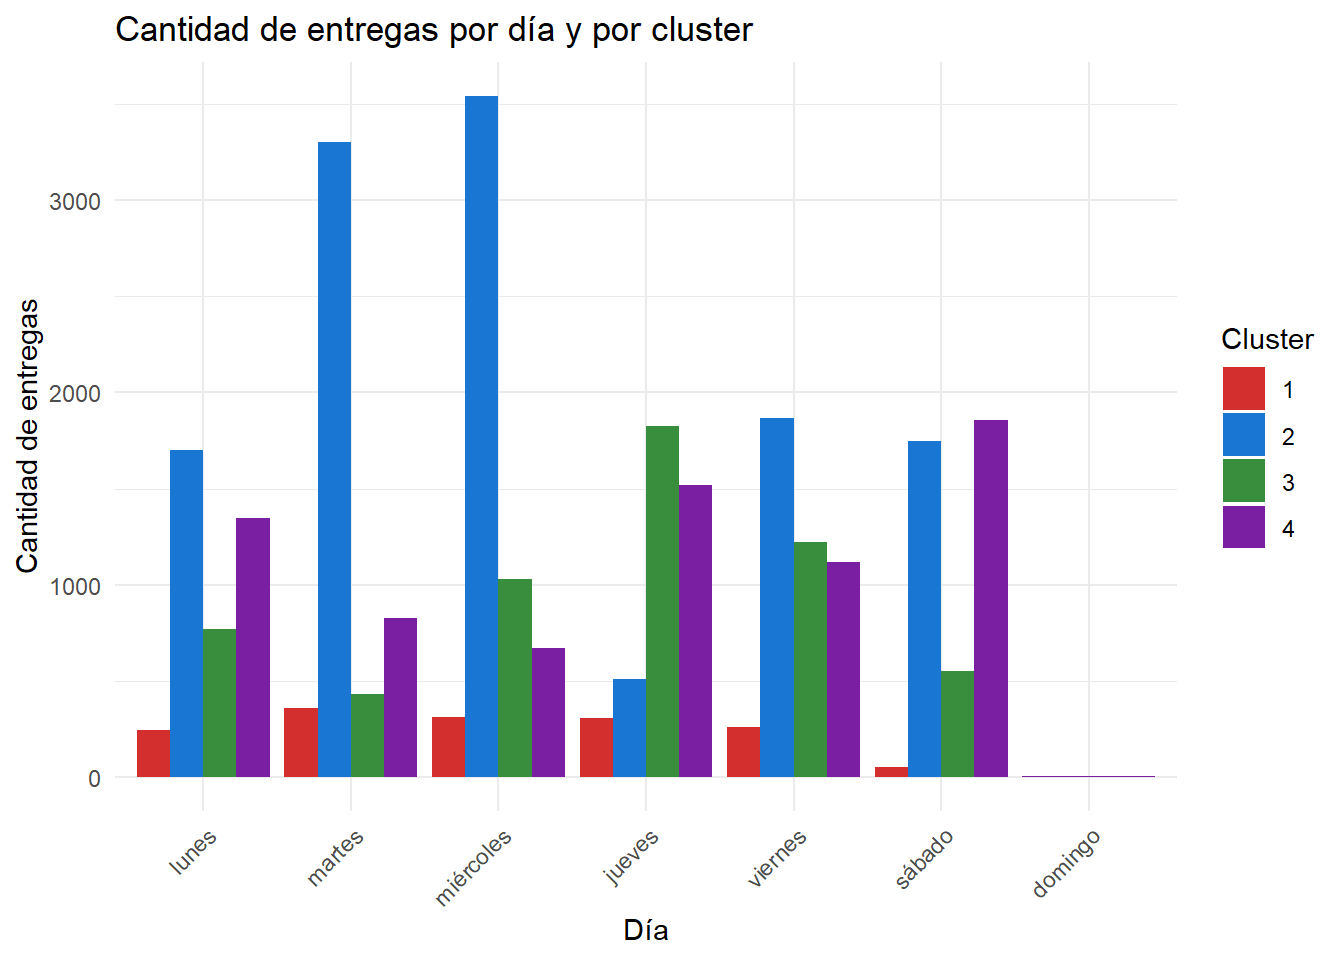 Cantidad de entregas por día y por cluster
Cantidad de entregas
3000
2000
1000
0
lunes
martes
miércoles
jueves
viernes
sábado
domingo
Día
Cluster
1
2
3
4